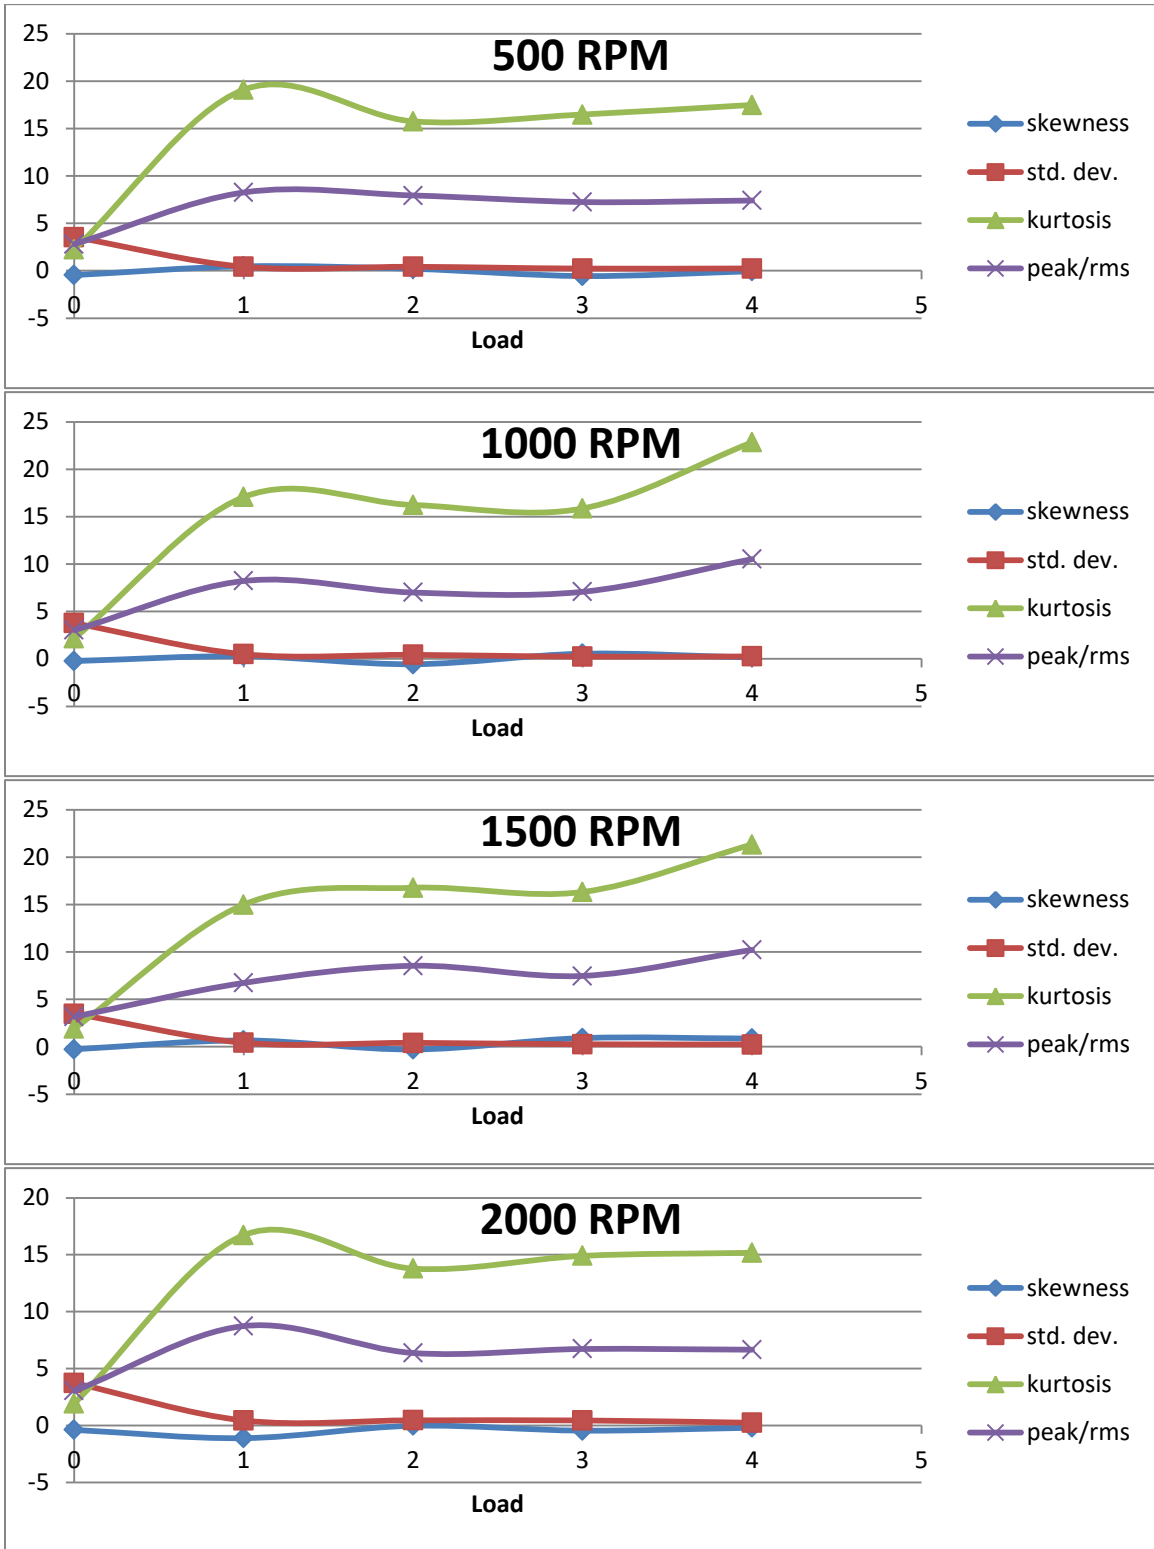 500 RPM
25
20
15
10
5
0
-5
0 1 2 3 4 5
Load
skewness
std. dev.
kurtosis
peak/rms
1000 RPM
25
20
15
10
5
0
-5
0 1 2 3 4 5
Load
skewness
std. dev.
kurtosis
peak/rms
1500 RPM
25
20
15
10
5
0
-5
0 1 2 3 4 5
Load
skewness
std. dev.
kurtosis
peak/rms
2000 RPM
20
15
10
5
0
-5
0 1 2 3 4 5
Load
skewness
std. dev.
kurtosis
peak/rms